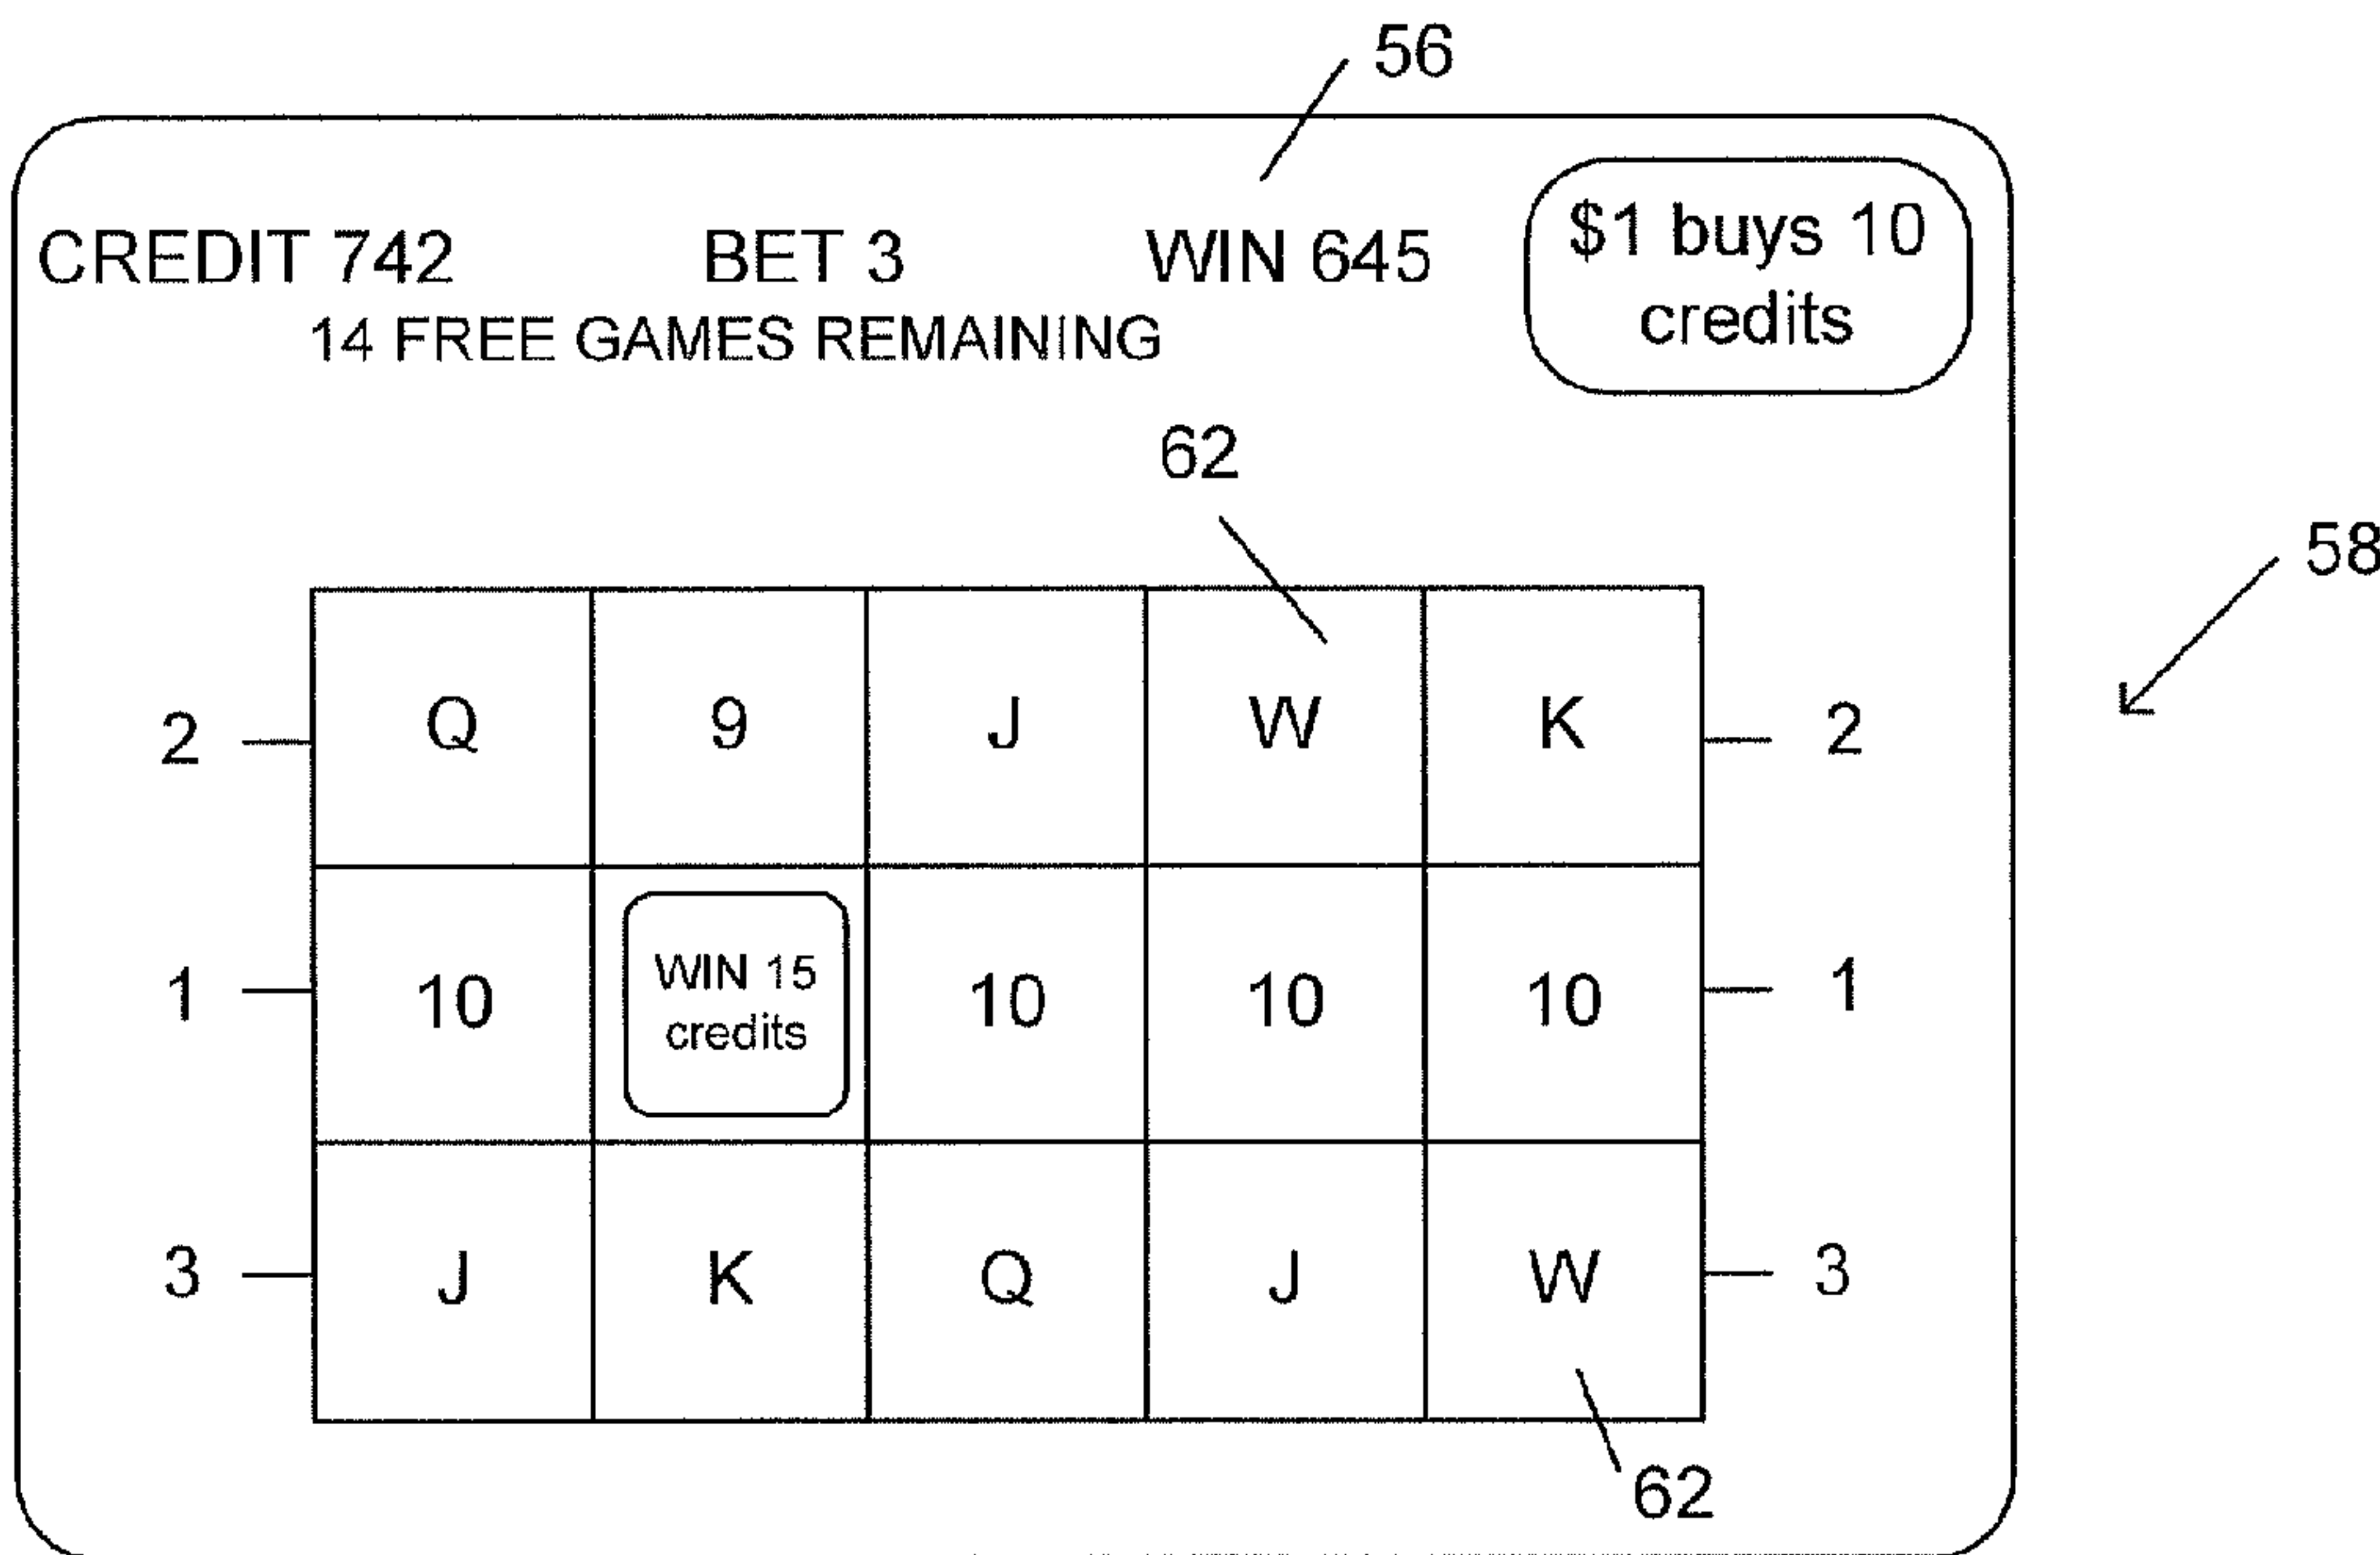 56
CREDIT 742 BET 3 WIN 645
$1 buys 10
credits
14 FREE GAMES REMAINING
62
58
2 Q 9 J W K 2
1 10 WIN 15
credits 10 10 10 1
3 J K Q J W 3
62